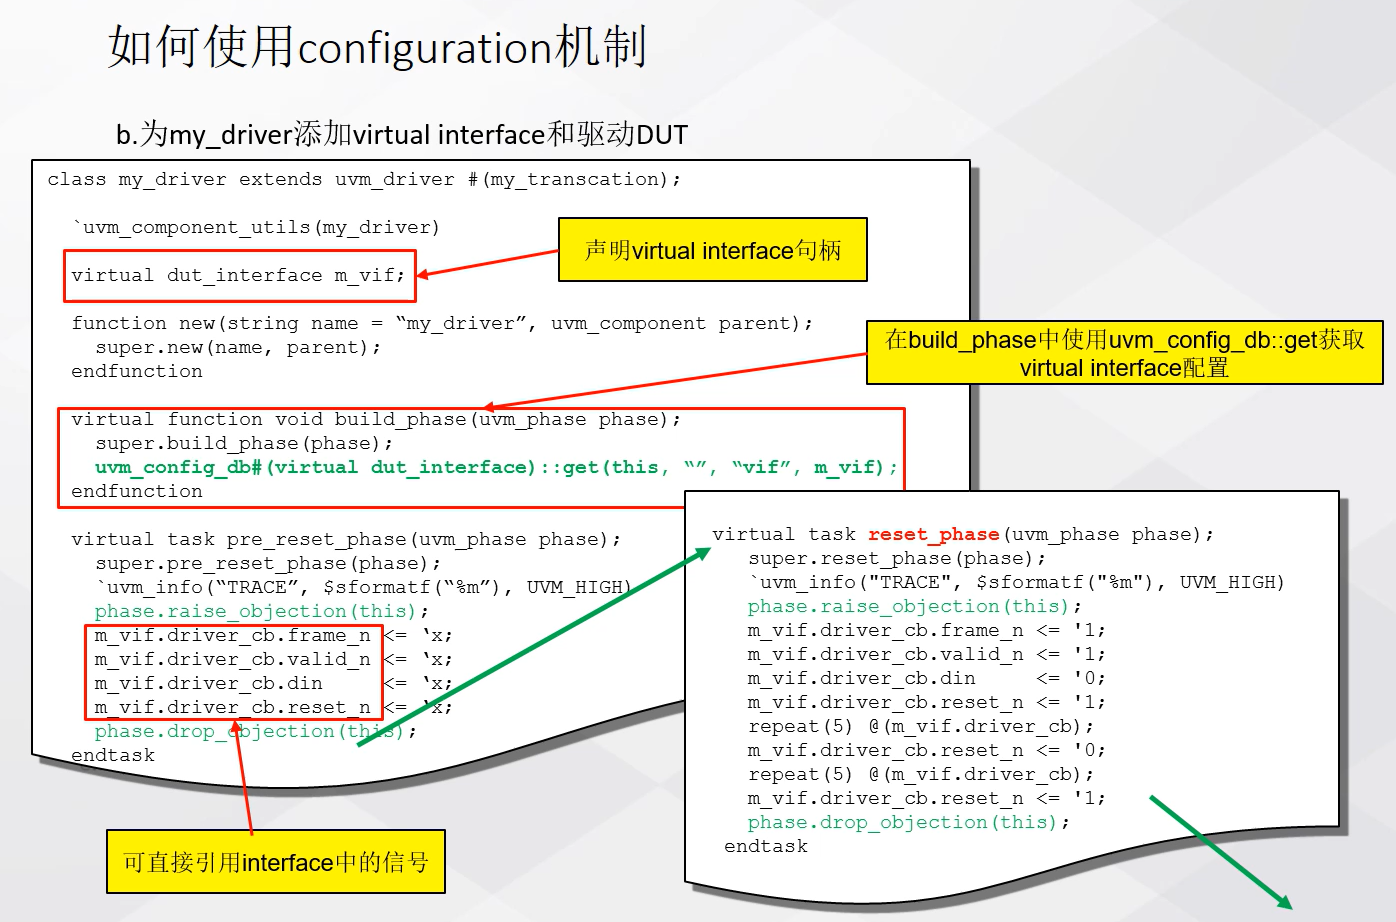 如何使用configuration机制
b.为my_driver添加virtual interface和驱动DUT
class my_driver extends uvm_driver #(my_transcation);
`uvm_component_utils(my_driver)
声明virtual interface句柄
virtual dut_interface m_vif;
function new(string name = “my_driver”, uvm_component parent);
super.new(name, parent);
endfunction
在build_phase中使用uvm_config_db::get获取
virtual interface配置
virtual function void build_phase(uvm_phase phase);
super.build_phase(phase);
uvm_config_db#(virtual dut_interface)::get(this, “”, “vif”, m_vif);
endfunction
virtual task pre_reset_phase(uvm_phase phase);
super.pre_reset_phase(phase);
`uvm_info(“TRACE”, $sformatf(“%m”), UVM_HIGH)
phase.raise_objection(this);
m_vif.driver_cb.frame_n <= ‘x;
m_vif.driver_cb.valid_n <= ‘x;
m_vif.driver_cb.din     <= ‘x;
m_vif.driver_cb.reset_n <= ‘x;
phase.drop_objection(this);
endtask
可直接引用interface中的信号
virtual task reset_phase(uvm_phase phase);
super.reset_phase(phase);
`uvm_info("TRACE", $sformatf("%m"), UVM_HIGH)
phase.raise_objection(this);
m_vif.driver_cb.frame_n <= '1;
m_vif.driver_cb.valid_n <= '1;
m_vif.driver_cb.din     <= '0;
m_vif.driver_cb.reset_n <= '1;
repeat(5) @(m_vif.driver_cb);
m_vif.driver_cb.reset_n <= '0;
repeat(5) @(m_vif.driver_cb);
m_vif.driver_cb.reset_n <= '1;
phase.drop_objection(this);
endtask